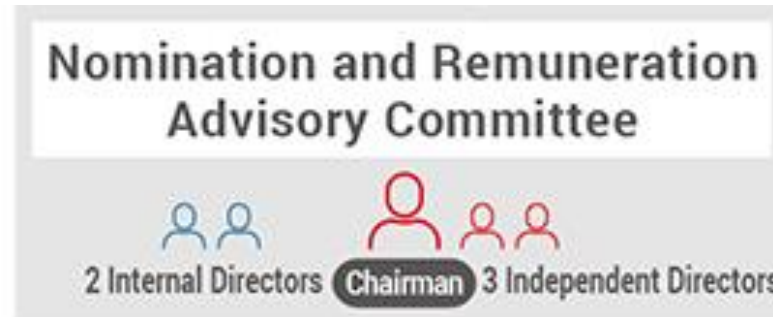 Nomination and Remuneration
Advisory Committee
2 Internal Directors Chairman 3 Independent Directors